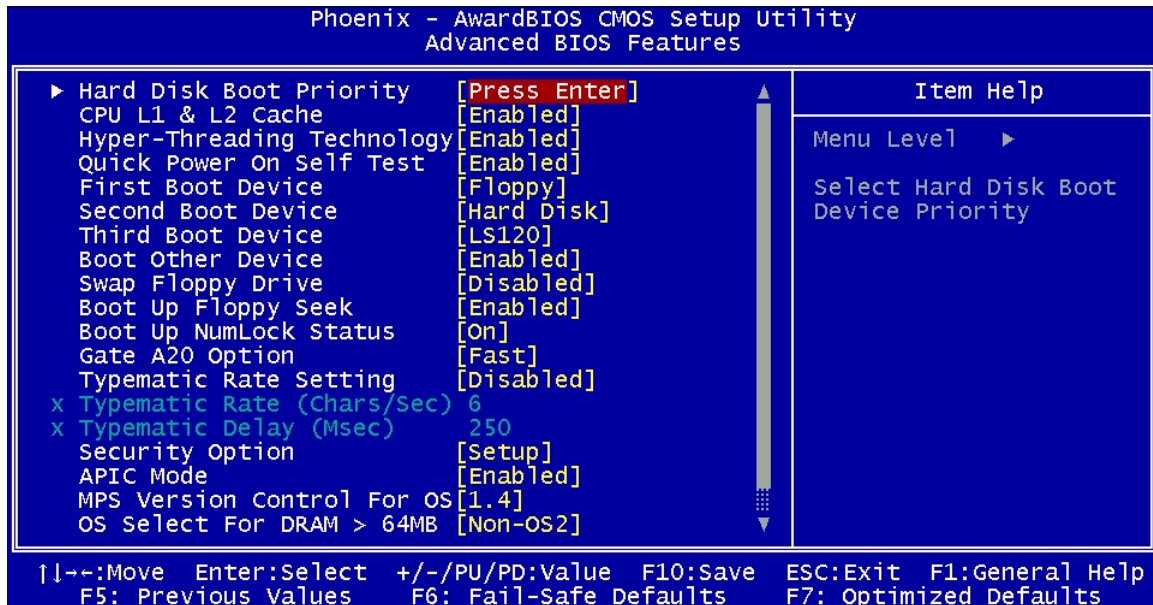 Phoenix - AwardBIOS CMOS Setup Utility
Advanced BIOS Features
▶ Hard Disk Boot Priority [Press Enter]
CPU L1 & L2 Cache [Enabled]
Hyper-Threading Technology[Enabled]
Quick Power On Self Test [Enabled]
First Boot Device [Floppy]
Second Boot Device [Hard Disk]
Third Boot Device [LS120]
Boot Other Device [Enabled]
Swap Floppy Drive [Disabled]
Boot Up Floppy Seek [Enabled]
Boot Up NumLock Status [On]
Gate A20 Option [Fast]
Typematic Rate Setting [Disabled]
x Typematic Rate (Chars/Sec) 6
x Typematic Delay (Msec) 250
Security Option [Setup]
APIC Mode [Enabled]
MPS Version Control For OS[1.4]
OS Select For DRAM > 64MB [Non-OS2]
Item Help
Menu Level ▶
Select Hard Disk Boot
Device Priority
↑↓→←:Move Enter:Select +/-/PU/PD:Value F10:Save ESC:Exit F1:General Help
F5: Previous Values F6: Fail-Safe Defaults F7: Optimized Defaults